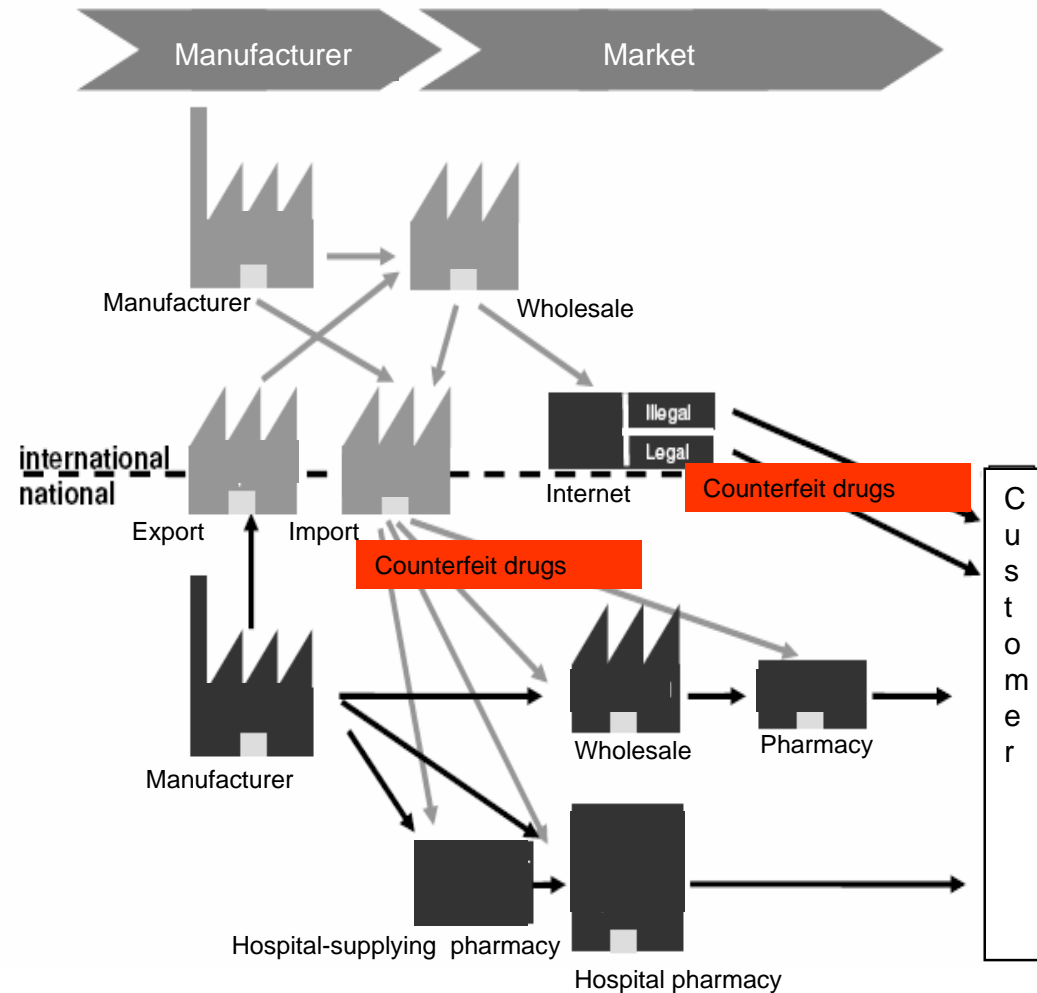 Manufacturer
Market
Manufacturer
Wholesale
Illegal
Legal
international
national
Internet
Counterfeit drugs
Export
Import
Counterfeit drugs
Customer
Wholesale
Pharmacy
Manufacturer
Hospital-supplying pharmacy
Hospital pharmacy